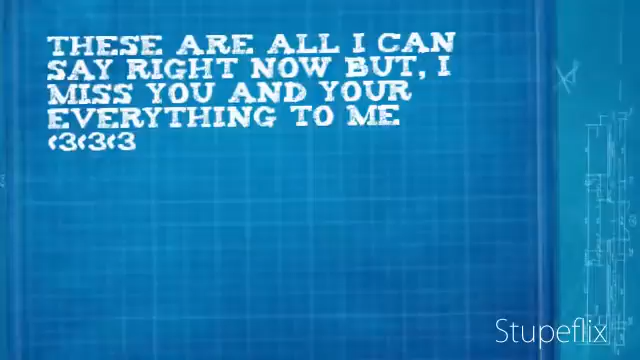 THESE ARE ALL I CAN
SAY RIGHT NOW BUT, I
MISS YOU AND YOUR
EVERYTHING TO ME
<3<3<3
Stupeflix